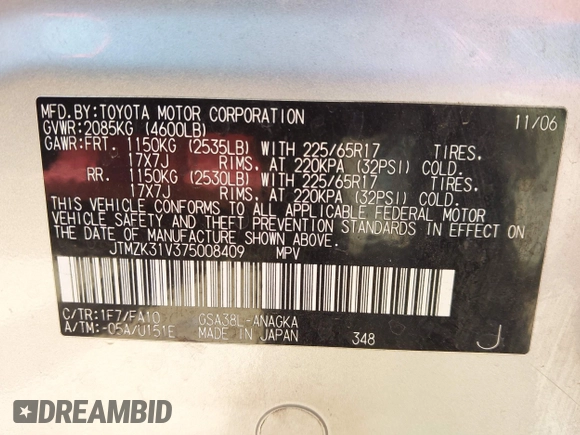 MFD.BY:TOYOTA MOTOR CORPORATION 11/06
GVWR:2085KG (4600LB)
GAWR:FRT. 1150KG (2535LB) WITH 225/65R17 TIRES,
17X7J RIMS, AT 220KPA (32PSI) COLD.
RR. 1150KG (2530LB) WITH 225/65R17 TIRES,
17X7J RIMS, AT 220KPA (32PSI) COLD.
THIS VEHICLE CONFORMS TO ALL APPLICABLE FEDERAL MOTOR
VEHICLE SAFETY AND THEFT PREVENTION STANDARDS IN EFFECT ON
THE DATE OF MANUFACTURE SHOWN ABOVE.
JTMZK31V375008409 MPV
C/TR:1F7/FA10 GSA38L-ANAGKA
A/TM:-05A/U151E MADE IN JAPAN 348 J
DREAMBID